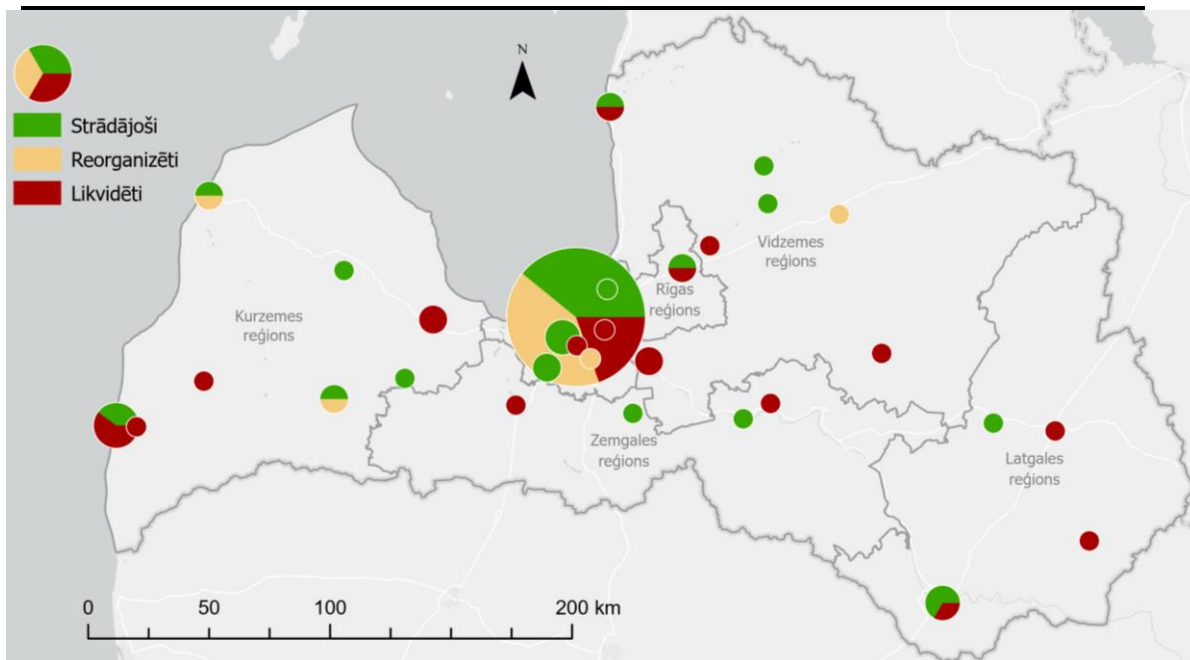 N
Strādājoši
Reorganizēti
Likvidēti
Vidzemes
reģions
Rīgas
reģions
Kurzemes
reģions
Zemgales
reģions
Latgales
reģions
0 50 100 200 km